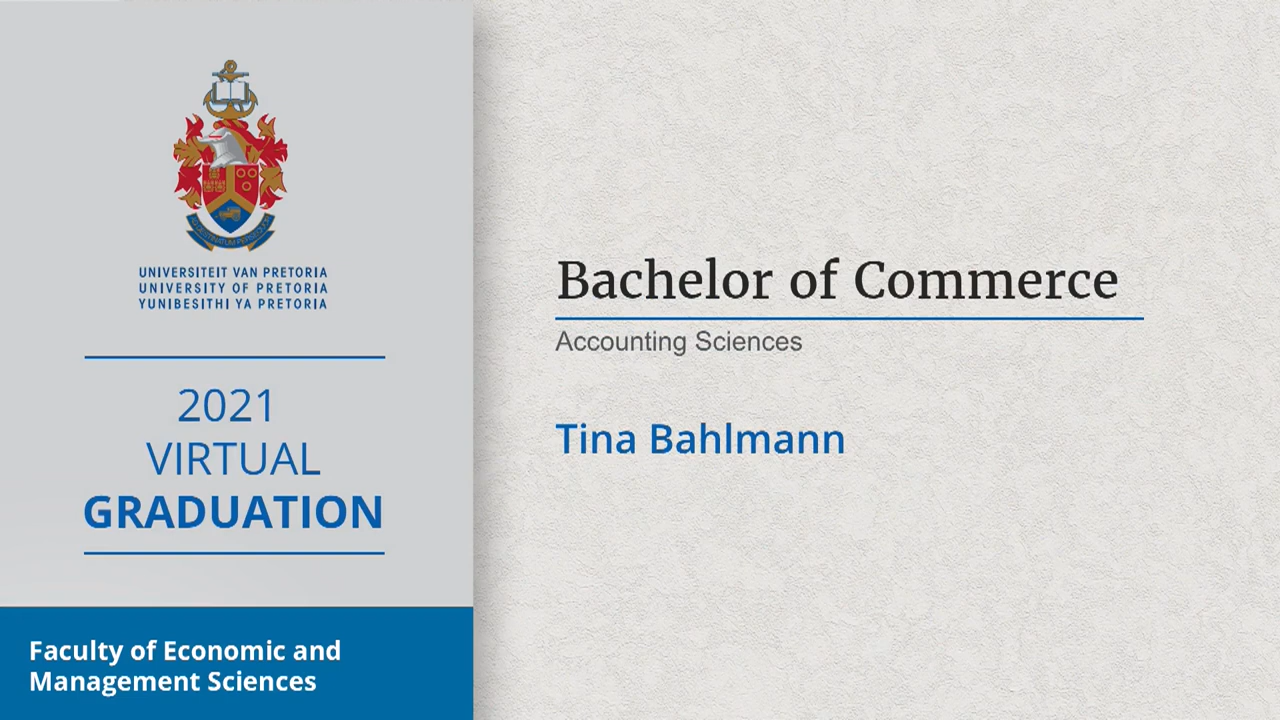 UNIVERSITEIT VAN PRETORIA
UNIVERSITY OF PRETORIA
YUNIBESITHI YA PRETORIA
2021
VIRTUAL
GRADUATION
Faculty of Economic and
Management Sciences
Bachelor of Commerce
Accounting Sciences
Tina Bahlmann